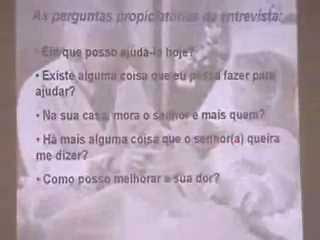 As perguntas propiciatórias da entrevista:
• Em que posso ajudá-lo hoje?
• Existe alguma coisa que eu possa fazer para
ajudar?
• Na sua casa, mora o senhor e mais quem?
• Há mais alguma coisa que o senhor(a) queira
me dizer?
• Como posso melhorar a sua dor?